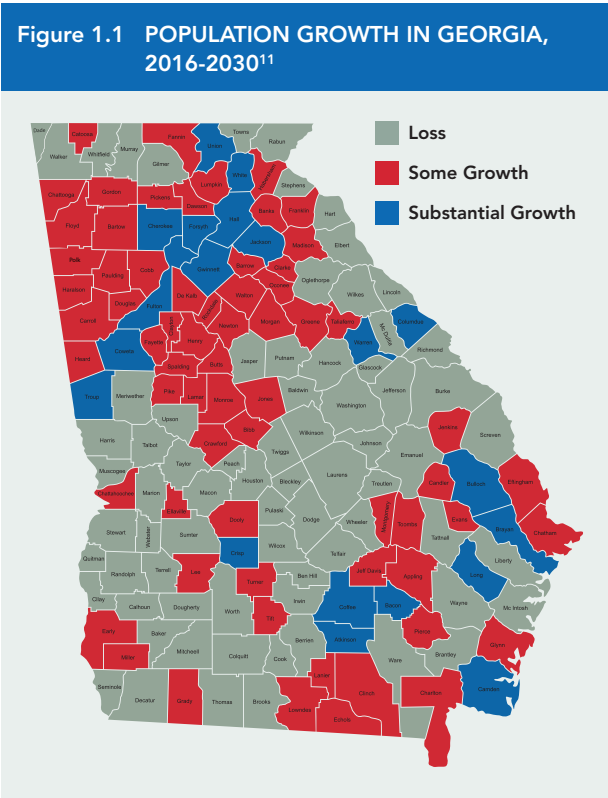 Figure 1.1 POPULATION GROWTH IN GEORGIA,
2016-2030¹¹
Loss
Some Growth
Substantial Growth
Dade
Catoosa
Walker
Whitfield
Murray
Fannin
Gilmer
Union
Towns
Rabun
White
Habersham
Stephens
Lumpkin
Chattooga
Gordon
Pickens
Dawson
Banks
Franklin
Hart
Floyd
Bartow
Cherokee
Forsyth
Hall
Jackson
Madison
Elbert
Polk
Paulding
Cobb
Gwinnett
Barrow
Clarke
Oconee
Oglethorpe
Wilkes
Lincoln
Haralson
Douglas
Fulton
De Kalb
Rockdale
Walton
Morgan
Greene
Taliaferro
Mc Duffie
Columbia
Carroll
Fayette
Clayton
Henry
Newton
Warren
Richmond
Heard
Coweta
Spalding
Butts
Jasper
Putnam
Hancock
Glascock
Troup
Meriwether
Pike
Lamar
Monroe
Jones
Baldwin
Washington
Jefferson
Burke
Upson
Bibb
Wilkinson
Jenkins
Screven
Harris
Talbot
Crawford
Twiggs
Johnson
Emanuel
Muscogee
Taylor
Peach
Houston
Bleckley
Laurens
Treutlen
Candler
Bulloch
Effingham
Chattahoochee
Marion
Ellaville
Macon
Pulaski
Dodge
Wheeler
Montgomery
Toombs
Evans
Bryan
Chatham
Stewart
Webster
Sumter
Dooly
Wilcox
Telfair
Tattnall
Liberty
Quitman
Randolph
Terrell
Lee
Crisp
Turner
Ben Hill
Jeff Davis
Appling
Long
Clay
Calhoun
Dougherty
Worth
Tift
Irwin
Coffee
Bacon
Wayne
Mc Intosh
Early
Baker
Mitchell
Colquitt
Berrien
Atkinson
Pierce
Glynn
Miller
Cook
Ware
Brantley
Seminole
Decatur
Grady
Thomas
Brooks
Lanier
Lowndes
Clinch
Echols
Charlton
Camden